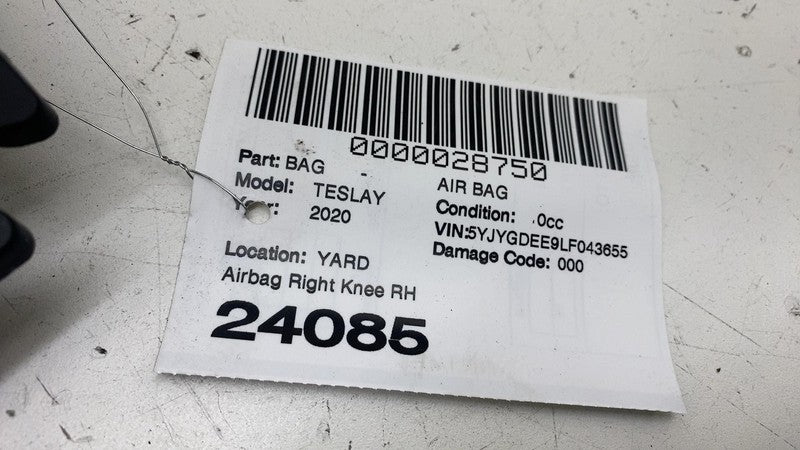 0000028750
Part: BAG AIR BAG
Model: TESLAY Condition: .0cc
Year: 2020 VIN:5YJYGDEE9LF043655
Damage Code: 000
Location: YARD
Airbag Right Knee RH
24085